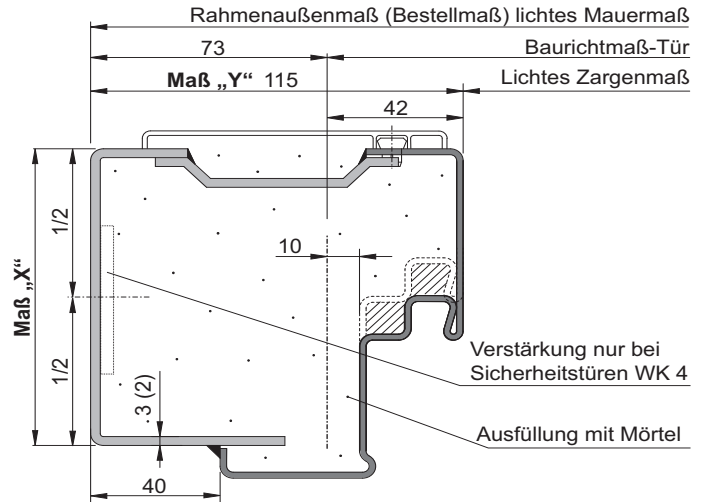 Rahmenaußenmaß (Bestellmaß) lichtes Mauermaß
73 Baurichtmaß-Tür
Maß „Y“ 115 Lichtes Zargenmaß
42
1/2
10
Maß „X“
1/2
3 (2)
Verstärkung nur bei
Sicherheitstüren WK 4
Ausfüllung mit Mörtel
40